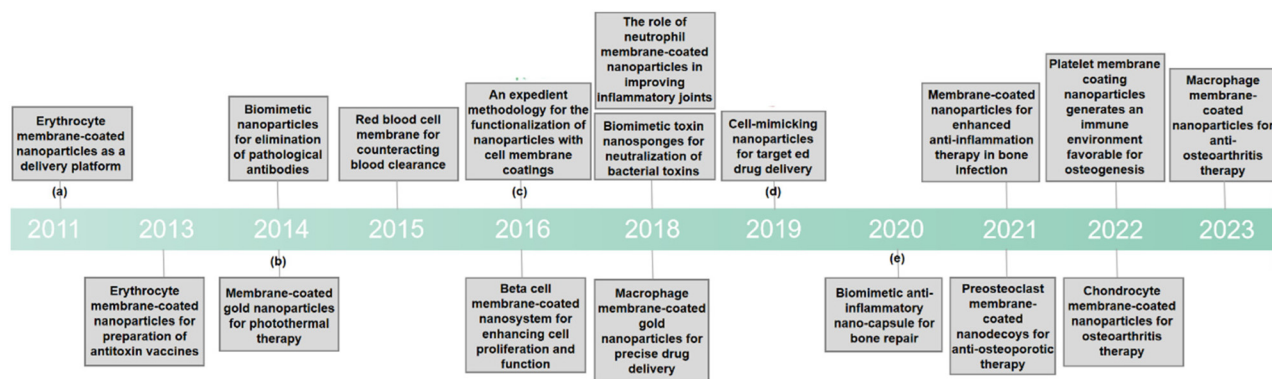 Erythrocyte
membrane-coated
nanoparticles as a
delivery platform
(a)
Biomimetic
nanoparticles
for elimination
of pathological
antibodies
Red blood cell
membrane for
counteracting
blood clearance
An expedient
methodology for the
functionalization of
nanoparticles with
cell membrane
coatings
(c)
The role of
neutrophil
membrane-coated
nanoparticles in
improving
inflammatory joints
Biomimetic toxin
nanosponges for
neutralization of
bacterial toxins
Cell-mimicking
nanoparticles
for target ed
drug delivery
(d)
Membrane-coated
nanoparticles for
enhanced
anti-inflammation
therapy in bone
infection
Platelet membrane
coating
nanoparticles
generates an
immune
environment
favorable for
osteogenesis
Macrophage
membrane-
coated
nanoparticles for
anti-
osteoarthritis
therapy
2011
2013
2014
2015
2016
2018
2019
2020
2021
2022
2023
Erythrocyte
membrane-coated
nanoparticles for
preparation of
antitoxin vaccines
(b)
Membrane-coated
gold nanoparticles
for photothermal
therapy
Beta cell
membrane-coated
nanosystem for
enhancing cell
proliferation and
function
Macrophage
membrane-coated
gold
nanoparticles for
precise drug
delivery
(e)
Biomimetic anti-
inflammatory
nano-capsule for
bone repair
Preosteoclast
membrane-
coated
nanodecoys for
anti-osteoporotic
therapy
Chondrocyte
membrane-coated
nanoparticles for
osteoarthritis
therapy